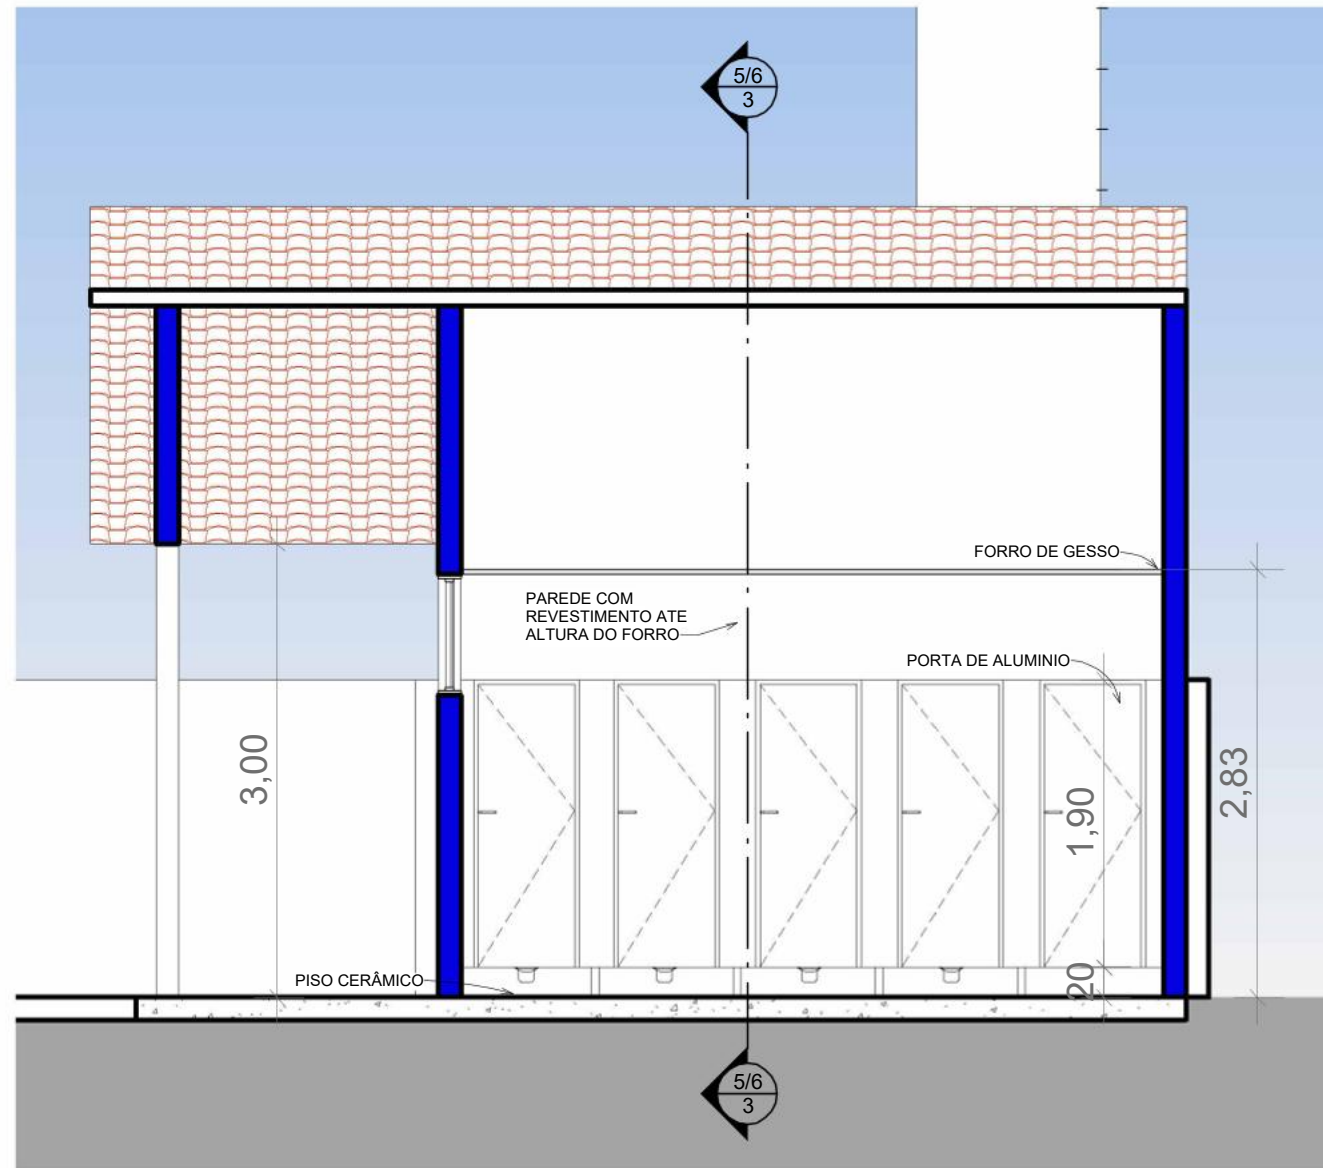 5/6
3
FORRO DE GESSO
PAREDE COM
REVESTIMENTO ATE
ALTURA DO FORRO
PORTA DE ALUMINIO
3,00
2,83
1,90
PISO CERÂMICO
20
5/6
3